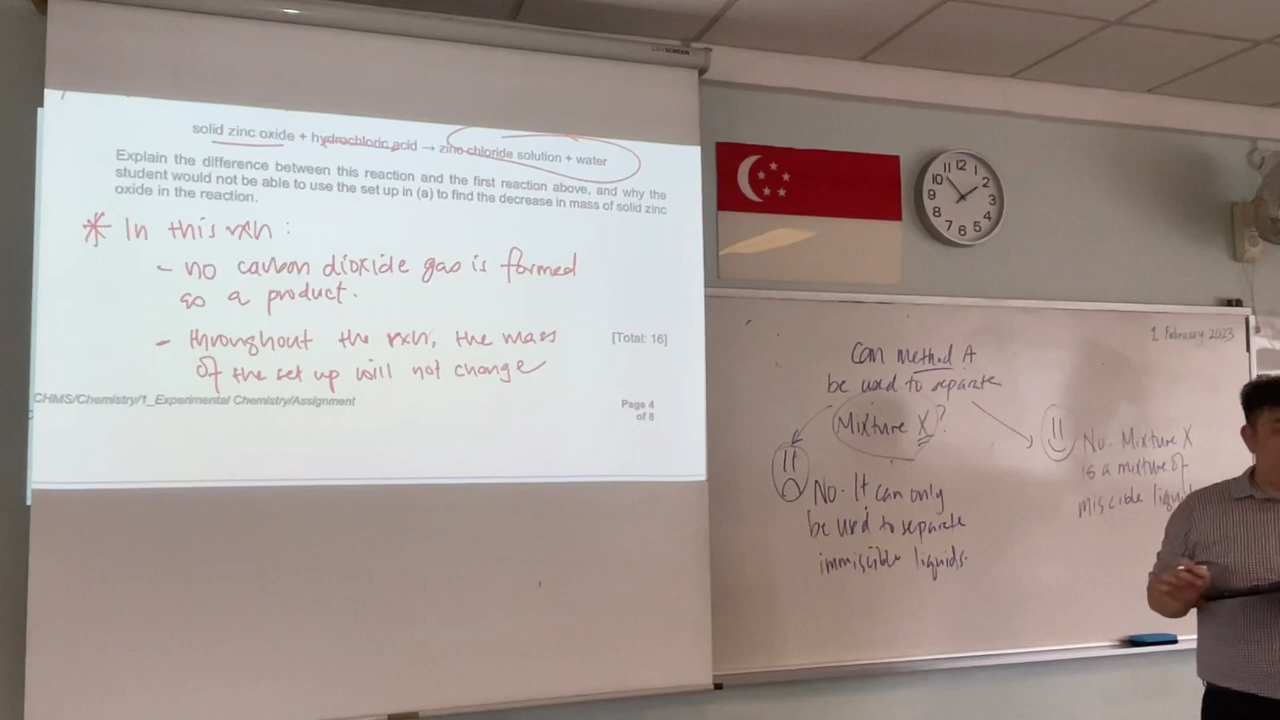 solid zinc oxide + hydrochloric acid → zinc chloride solution + water
Explain the difference between this reaction and the first reaction above, and why the
student would not be able to use the set up in (a) to find the decrease in mass of solid zinc
oxide in the reaction.
* In this rxn :
- no carbon dioxide gas is formed
as a product.
- throughout the rxn, the mass
of the set up will not change
[Total: 16]
CHMS/Chemistry/1_Experimental Chemistry/Assignment
Page 4
of 8
11 12 1 2 3 4 5 6 7 8 9 10
1 February 2023
Can method A
be used to separate
Mixture X?
No. It can only
be used to separate
immiscible liquids.
No. Mixture X
is a mixture of
miscible